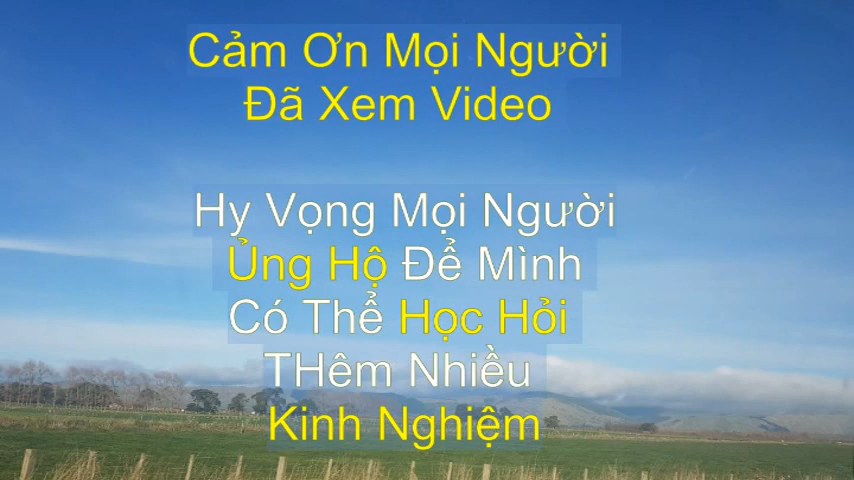 Cảm Ơn Mọi Người
Đã Xem Video
Hy Vọng Mọi Người
Ủng Hộ Để Mình
Có Thể Học Hỏi
THêm Nhiều
Kinh Nghiệm